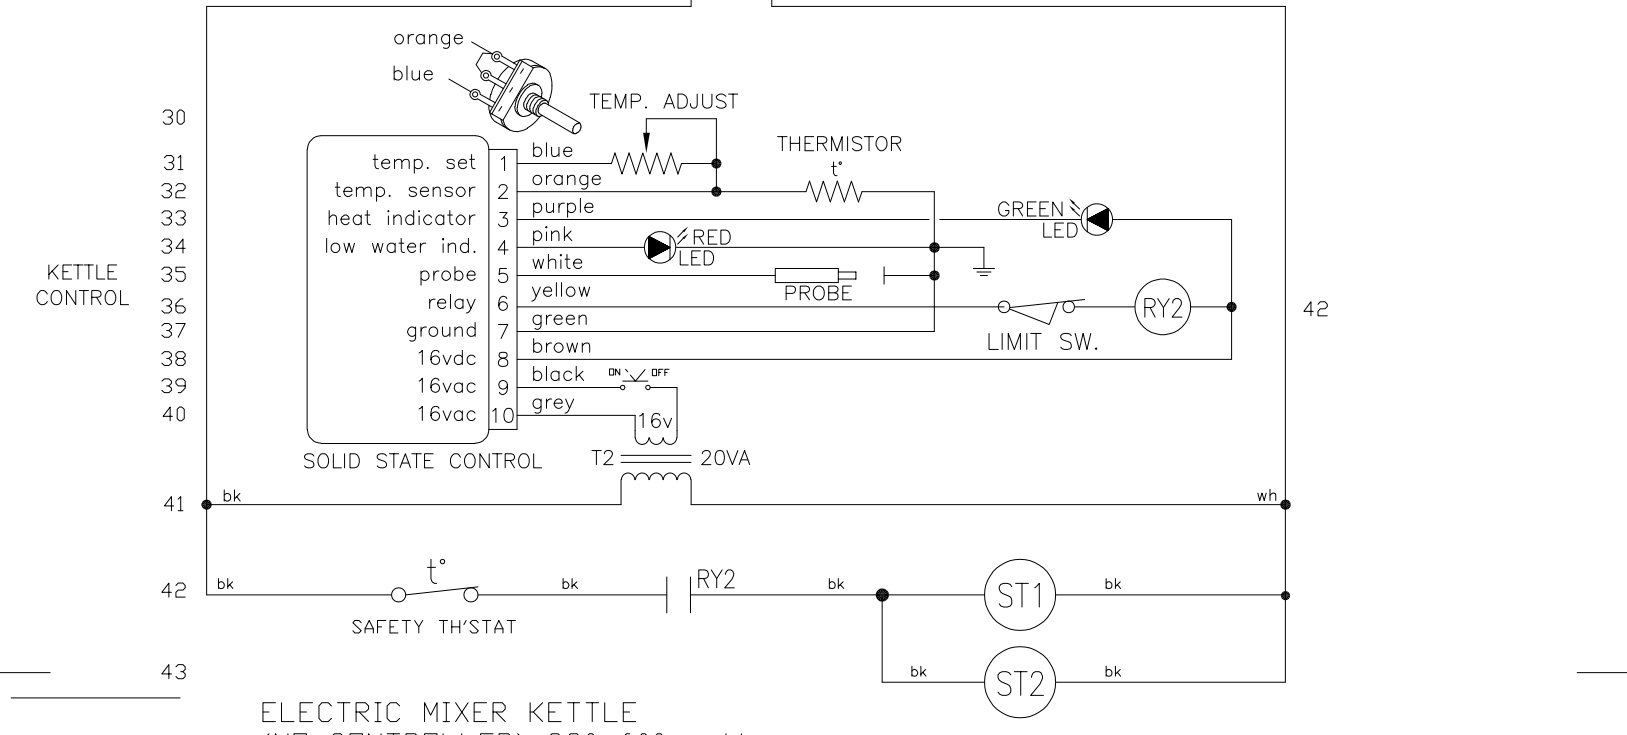 orange
blue
TEMP. ADJUST
30
THERMISTOR
t°
31 temp. set 1 blue
32 temp. sensor 2 orange
33 heat indicator 3 purple GREEN LED
34 low water ind. 4 pink RED LED
KETTLE CONTROL
35 probe 5 white PROBE
36 relay 6 yellow RY2 42
LIMIT SW.
37 ground 7 green
38 16vdc 8 brown
39 16vac 9 black ON OFF
40 16vac 10 grey 16v
SOLID STATE CONTROL T2 20VA
41 bk wh
t°
42 bk bk RY2 bk ST1 bk
SAFETY TH'STAT
43 bk ST2 bk
ELECTRIC MIXER KETTLE